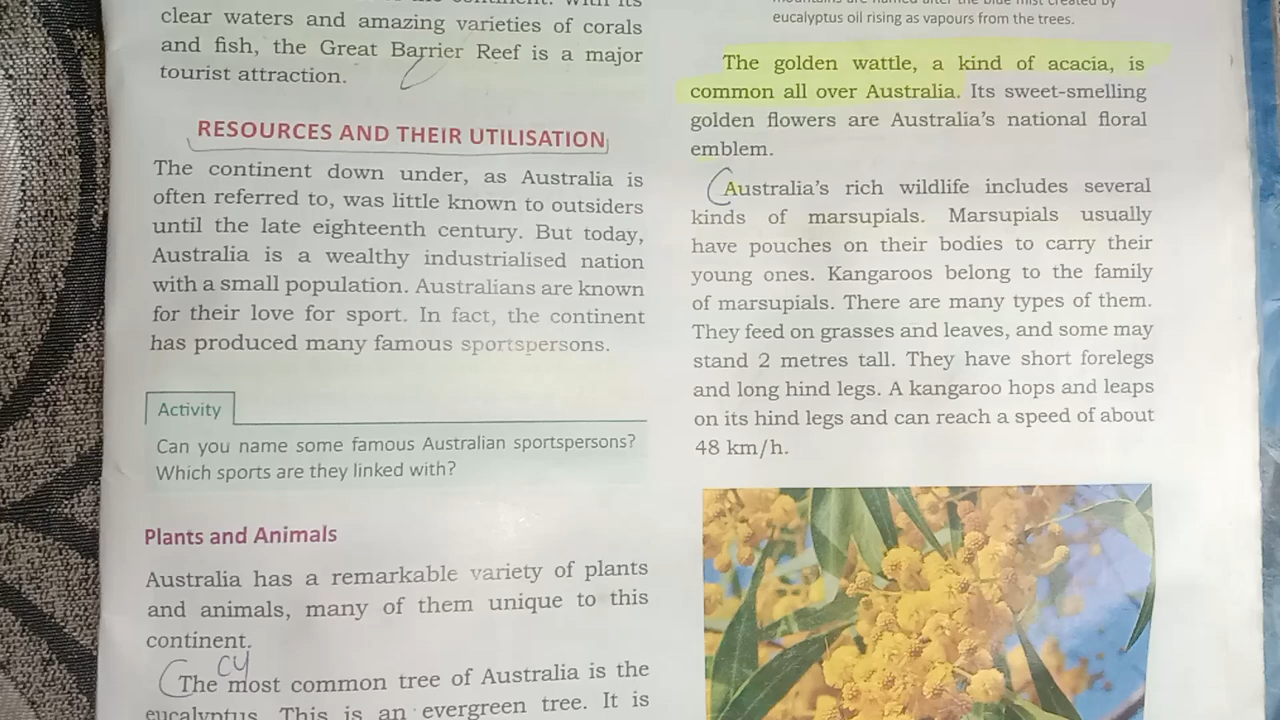 clear waters and amazing varieties of corals
and fish, the Great Barrier Reef is a major
tourist attraction.
RESOURCES AND THEIR UTILISATION
The continent down under, as Australia is
often referred to, was little known to outsiders
until the late eighteenth century. But today,
Australia is a wealthy industrialised nation
with a small population. Australians are known
for their love for sport. In fact, the continent
has produced many famous sportspersons.
Activity
Can you name some famous Australian sportspersons?
Which sports are they linked with?
Plants and Animals
Australia has a remarkable variety of plants
and animals, many of them unique to this
continent.
cy
The most common tree of Australia is the
eucalyptus. This is an evergreen tree. It is
eucalyptus oil rising as vapours from the trees.
The golden wattle, a kind of acacia, is
common all over Australia. Its sweet-smelling
golden flowers are Australia's national floral
emblem.
Australia's rich wildlife includes several
kinds of marsupials. Marsupials usually
have pouches on their bodies to carry their
young ones. Kangaroos belong to the family
of marsupials. There are many types of them.
They feed on grasses and leaves, and some may
stand 2 metres tall. They have short forelegs
and long hind legs. A kangaroo hops and leaps
on its hind legs and can reach a speed of about
48 km/h.